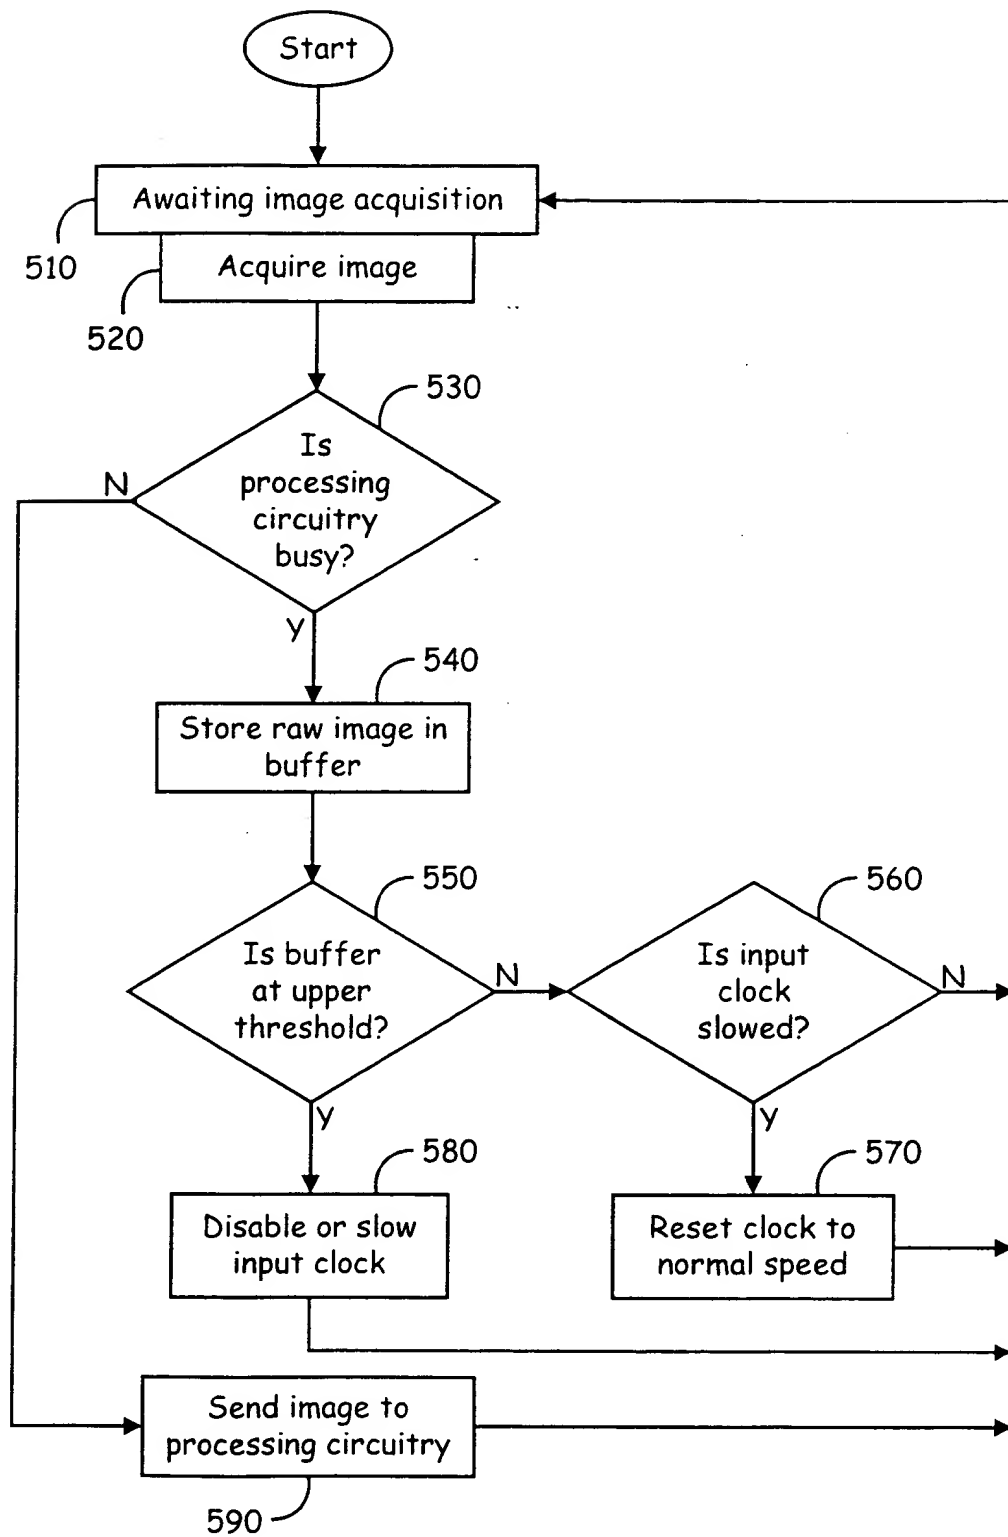 Start
Awaiting image acquisition
510
Acquire image
520
530
Is
processing
circuitry
busy?
N
Y
540
Store raw image in
buffer
550
Is buffer
at upper
threshold?
N
Y
560
Is input
clock
slowed?
N
Y
580
Disable or slow
input clock
570
Reset clock to
normal speed
Send image to
processing circuitry
590